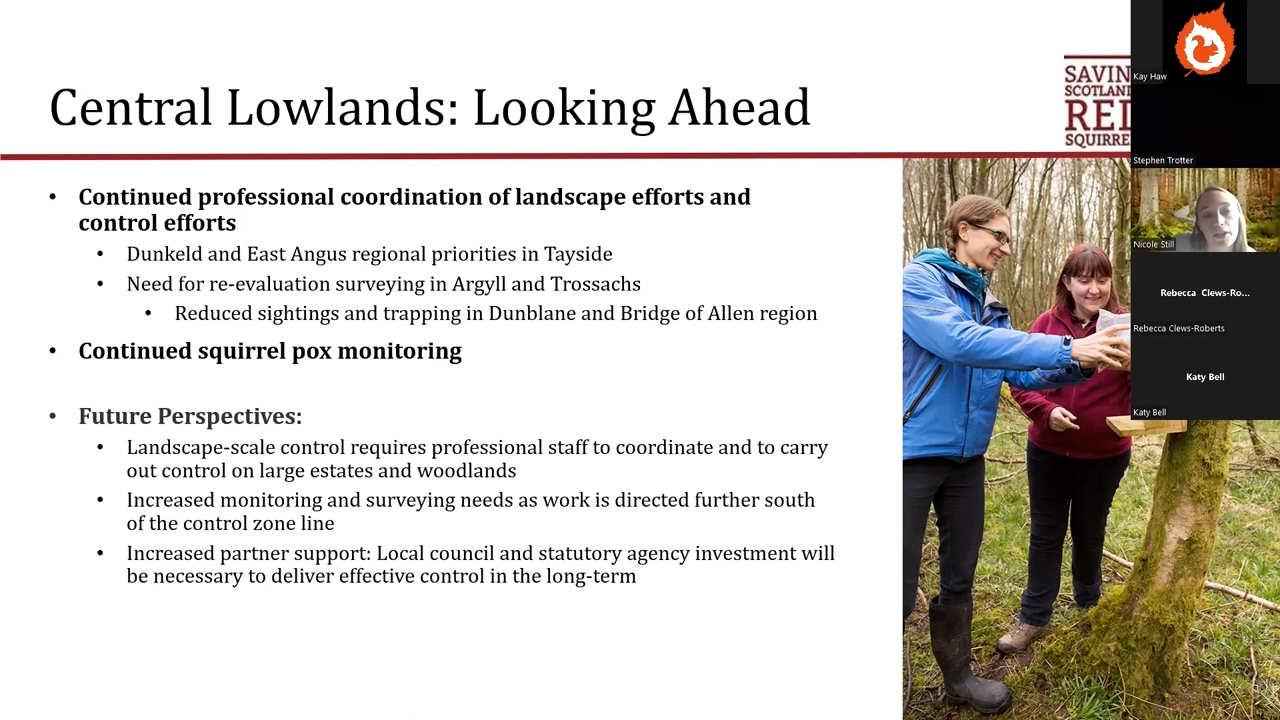 Central Lowlands: Looking Ahead
SAVIN
SCOTLAND
RED
SQUIRRE
• Continued professional coordination of landscape efforts and
control efforts
• Dunkeld and East Angus regional priorities in Tayside
• Need for re-evaluation surveying in Argyll and Trossachs
• Reduced sightings and trapping in Dunblane and Bridge of Allen region
• Continued squirrel pox monitoring
• Future Perspectives:
• Landscape-scale control requires professional staff to coordinate and to carry
out control on large estates and woodlands
• Increased monitoring and surveying needs as work is directed further south
of the control zone line
• Increased partner support: Local council and statutory agency investment will
be necessary to deliver effective control in the long-term
Kay Haw
Stephen Trotter
Nicole Still
Rebecca Clews-Ro...
Rebecca Clews-Roberts
Katy Bell
Katy Bell